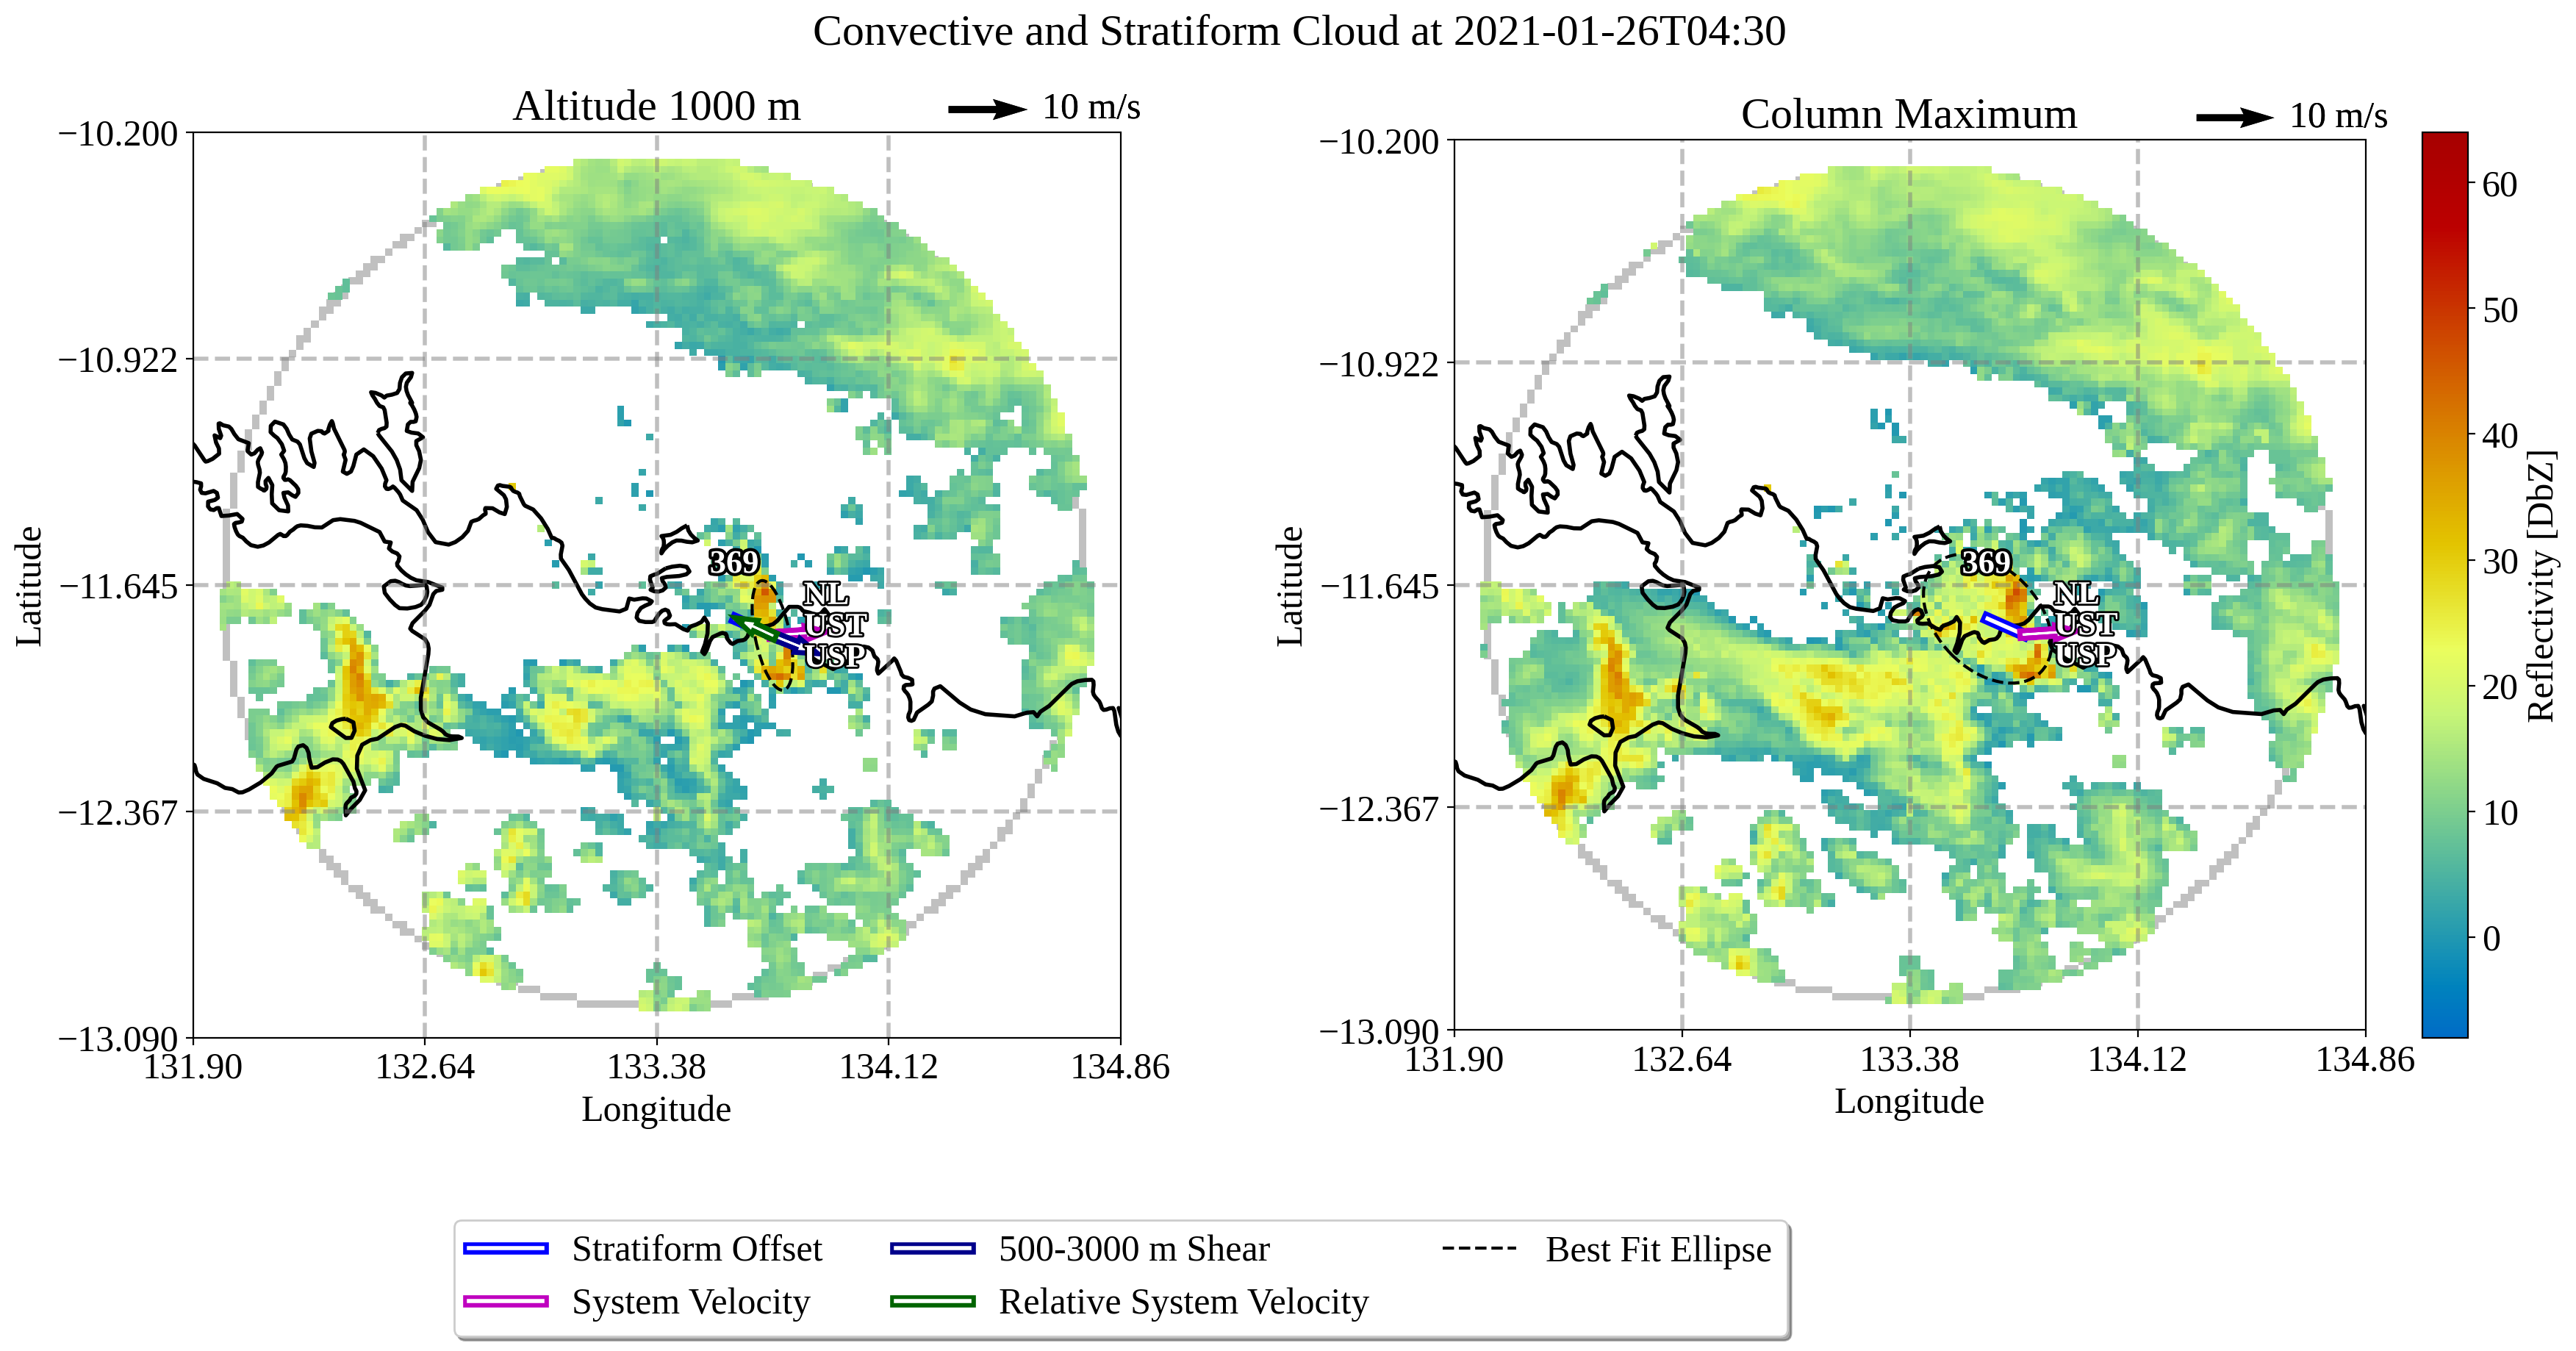 Convective and Stratiform Cloud at 2021-01-26T04:30
Altitude 1000 m
10 m/s
−10.200
−10.922
−11.645
−12.367
−13.090
131.90
132.64
133.38
134.12
134.86
Latitude
Longitude
369
NL
UST
USP
Column Maximum
10 m/s
−10.200
−10.922
−11.645
−12.367
−13.090
131.90
132.64
133.38
134.12
134.86
Latitude
Longitude
369
NL
UST
USP
60
50
40
30
20
10
0
Reflectivity [DbZ]
Stratiform Offset
System Velocity
500-3000 m Shear
Relative System Velocity
Best Fit Ellipse